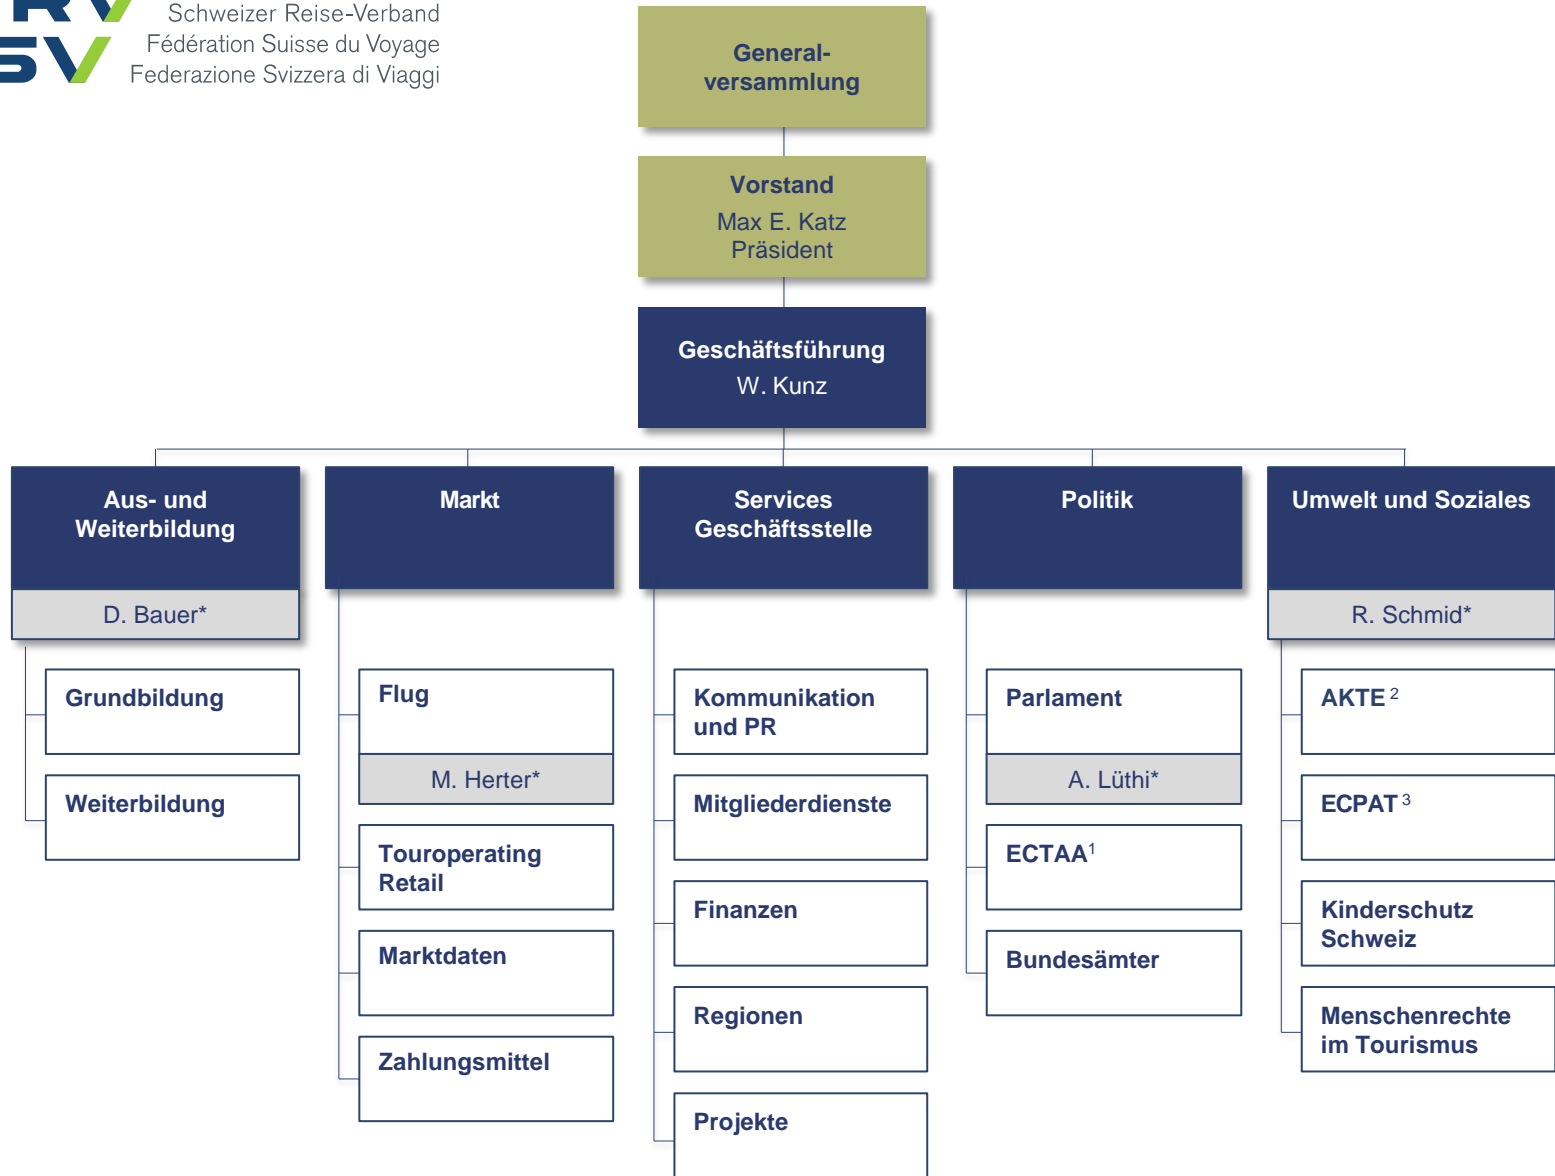 RV
SV
Schweizer Reise-Verband
Fédération Suisse du Voyage
Federazione Svizzera di Viaggi
General-
versammlung
Vorstand
Max E. Katz
Präsident
Geschäftsführung
W. Kunz
Aus- und
Weiterbildung
D. Bauer*
Grundbildung
Weiterbildung
Markt
Flug
M. Herter*
Touroperating
Retail
Marktdaten
Zahlungsmittel
Services
Geschäftsstelle
Kommunikation
und PR
Mitgliederdienste
Finanzen
Regionen
Projekte
Politik
Parlament
A. Lüthi*
ECTAA¹
Bundesämter
Umwelt und Soziales
R. Schmid*
AKTE ²
ECPAT ³
Kinderschutz
Schweiz
Menschenrechte
im Tourismus